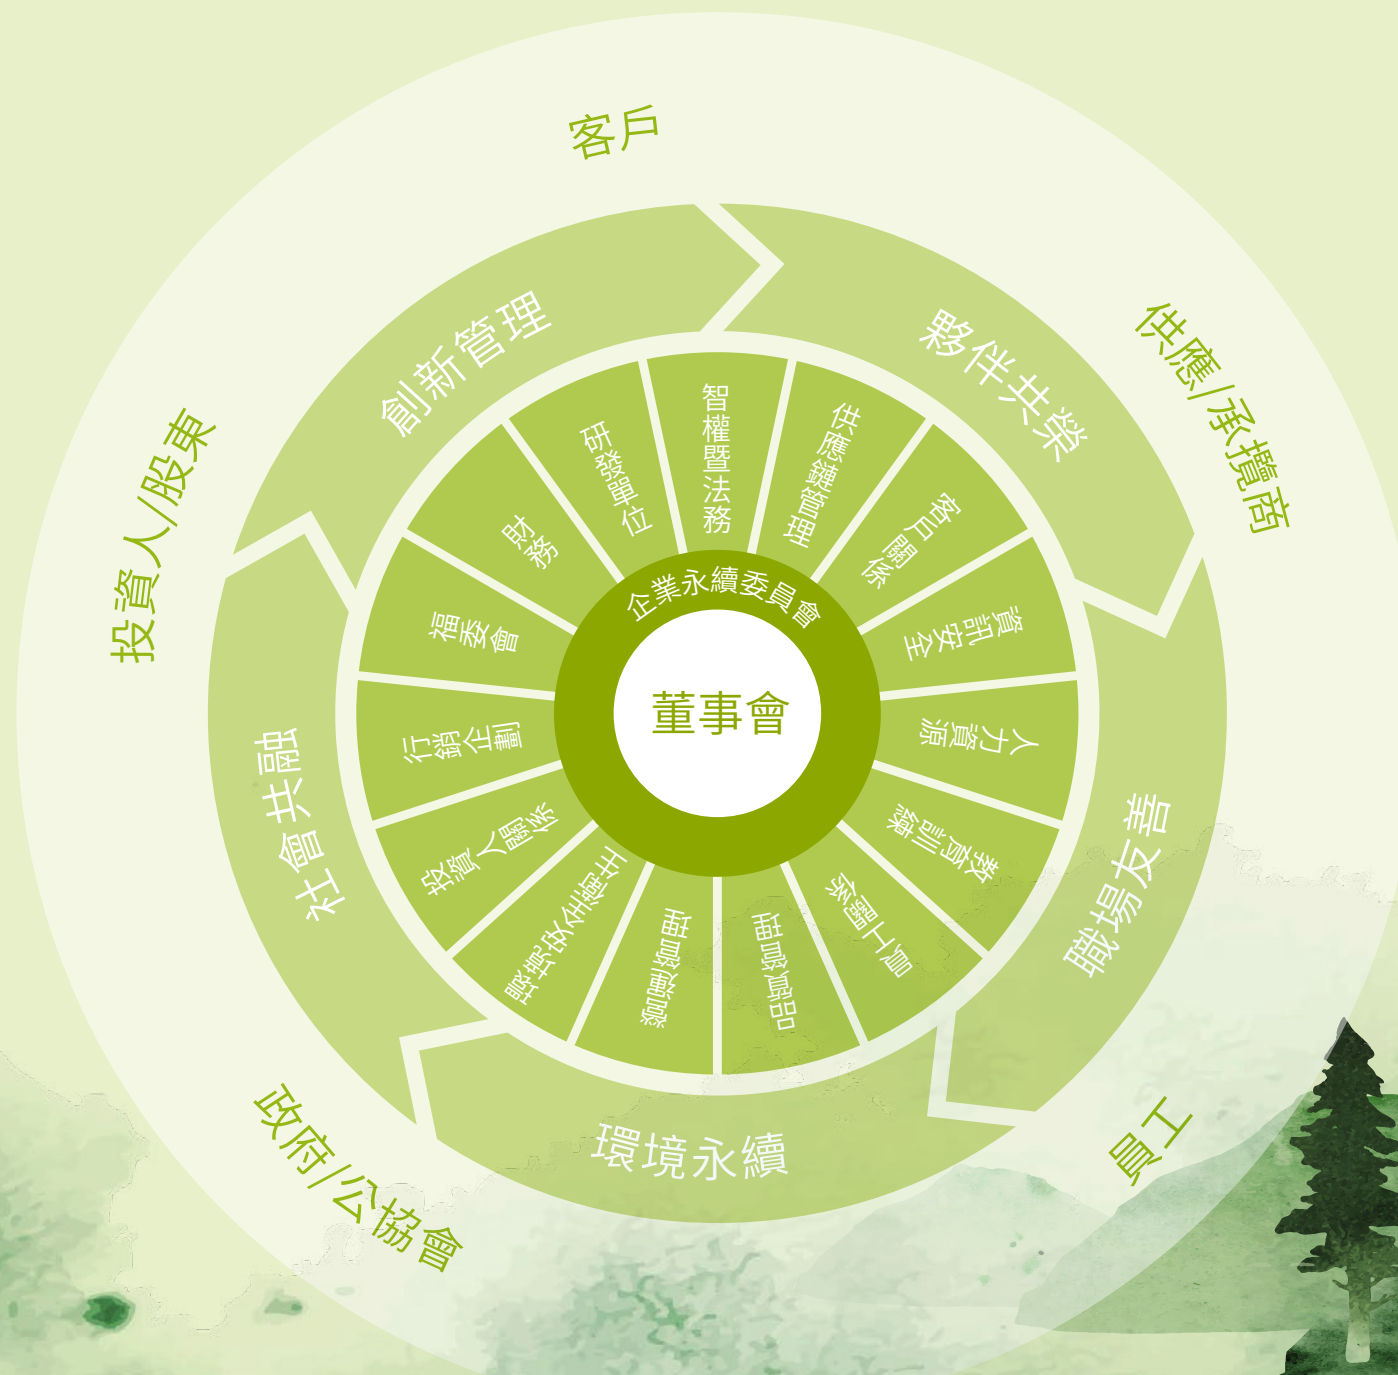 客戶
供應/承攬商
員工
政府/公協會
投資人/股東
創新管理
夥伴共榮
職場友善
環境永續
社會共融
智權暨法務
供應鏈管理
客戶關係
資訊安全
人力資源
教育訓練
員工關係
品質管理
營運管理
環境安全衛生
投資人關係
行銷企劃
福委會
財務
研發單位
企業永續委員會
董事會